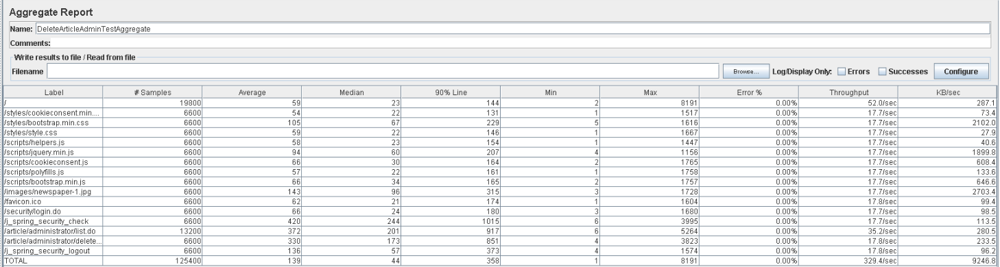 Aggregate Report
Name: DeleteArticleAdminTestAggregate
Comments:
Write results to file / Read from file
Filename Browse... Log/Display Only: Errors Successes Configure
Label # Samples Average Median 90% Line Min Max Error % Throughput KB/sec
/ 19800 59 23 144 2 8191 0.00% 52.0/sec 287.1
/styles/cookieconsent.min.... 6600 54 22 131 1 1517 0.00% 17.7/sec 73.4
/styles/bootstrap.min.css 6600 105 67 229 5 1616 0.00% 17.7/sec 2102.0
/styles/style.css 6600 59 22 146 1 1667 0.00% 17.7/sec 27.9
/scripts/helpers.js 6600 58 23 154 1 1447 0.00% 17.7/sec 40.6
/scripts/jquery.min.js 6600 94 60 207 4 1156 0.00% 17.7/sec 1899.8
/scripts/cookieconsent.js 6600 66 30 164 2 1765 0.00% 17.7/sec 608.4
/scripts/polyfills.js 6600 57 22 161 1 1758 0.00% 17.7/sec 133.6
/scripts/bootstrap.min.js 6600 66 34 165 2 1757 0.00% 17.7/sec 646.6
/images/newspaper-1.jpg 6600 143 96 315 3 1728 0.00% 17.7/sec 2703.4
/favicon.ico 6600 62 21 174 1 1604 0.00% 17.8/sec 99.4
/security/login.do 6600 66 24 180 3 1680 0.00% 17.7/sec 98.5
/j_spring_security_check 6600 420 244 1015 6 3995 0.00% 17.7/sec 113.5
/article/administrator/list.do 13200 372 201 917 6 5264 0.00% 35.2/sec 280.5
/article/administrator/delete... 6600 330 173 851 4 3823 0.00% 17.8/sec 233.5
/j_spring_security_logout 6600 136 57 373 4 1574 0.00% 17.8/sec 96.2
TOTAL 125400 139 44 358 1 8191 0.00% 329.4/sec 9246.8